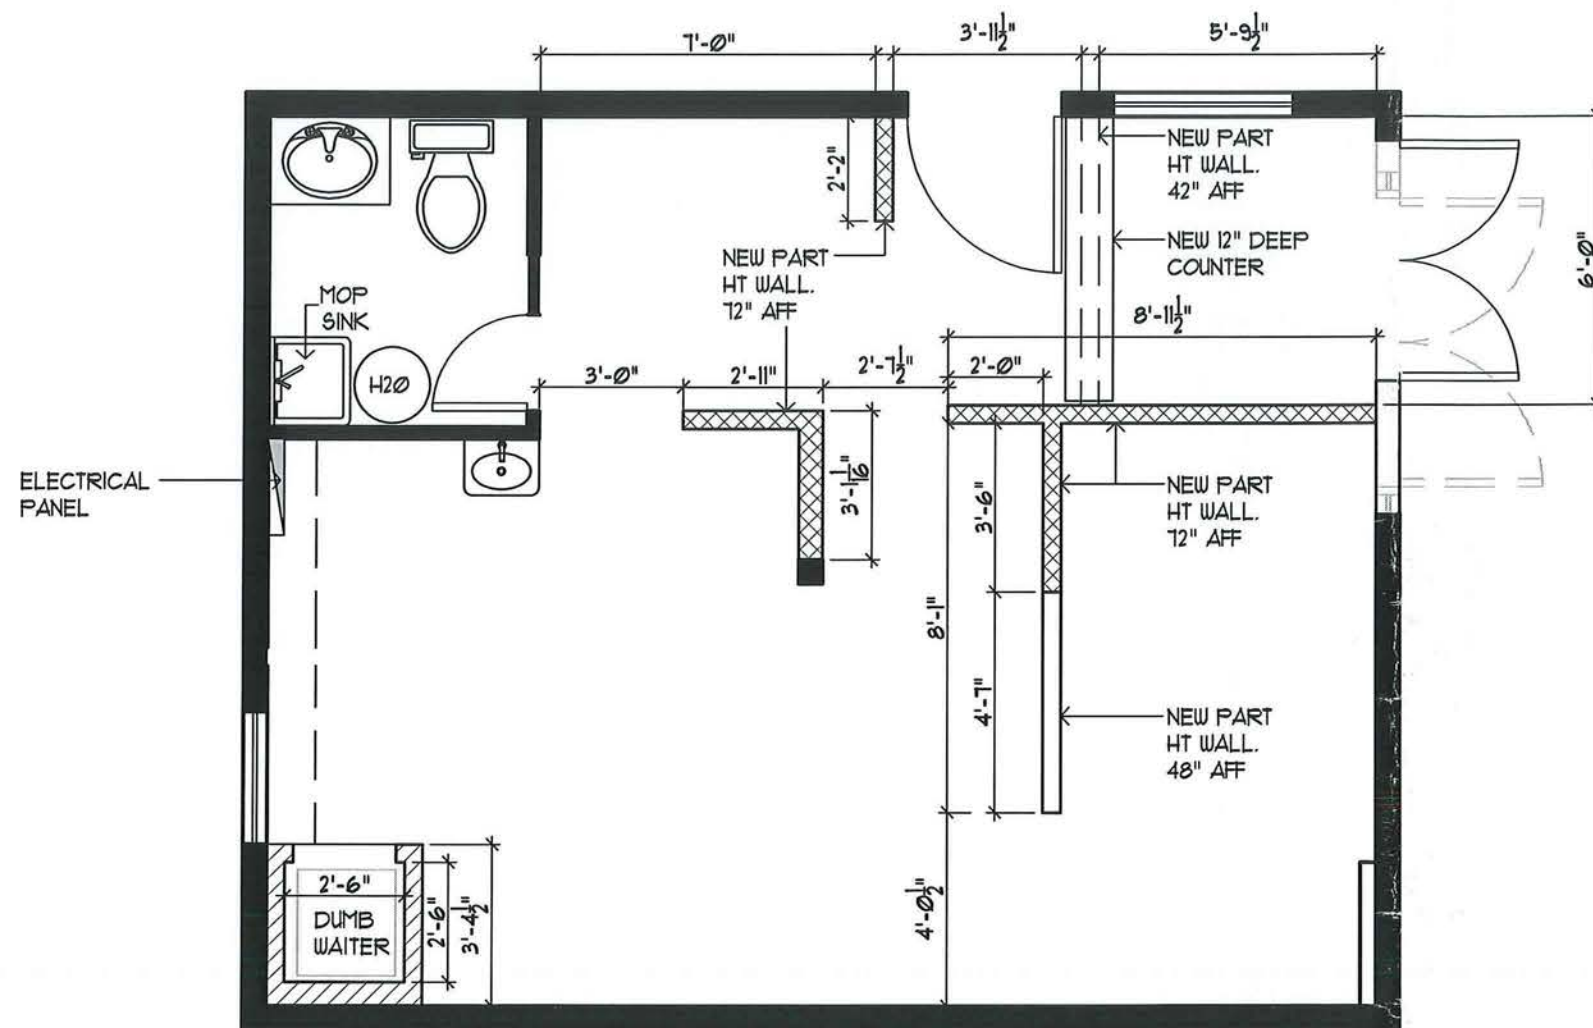 7'-0"
3'-11½"
5'-9½"
2'-2"
NEW PART
HT WALL.
42" AFF
NEW 12" DEEP
COUNTER
6'-0"
NEW PART
HT WALL.
72" AFF
MOP
SINK
H2O
8'-11½"
3'-0"
2'-11"
2'-7½"
2'-0"
ELECTRICAL
PANEL
3'-1 1/16"
3'-6"
NEW PART
HT WALL.
72" AFF
8'-1"
4'-7"
NEW PART
HT WALL.
48" AFF
2'-6"
DUMB
WAITER
2'-6"
3'-4½"
4'-0½"